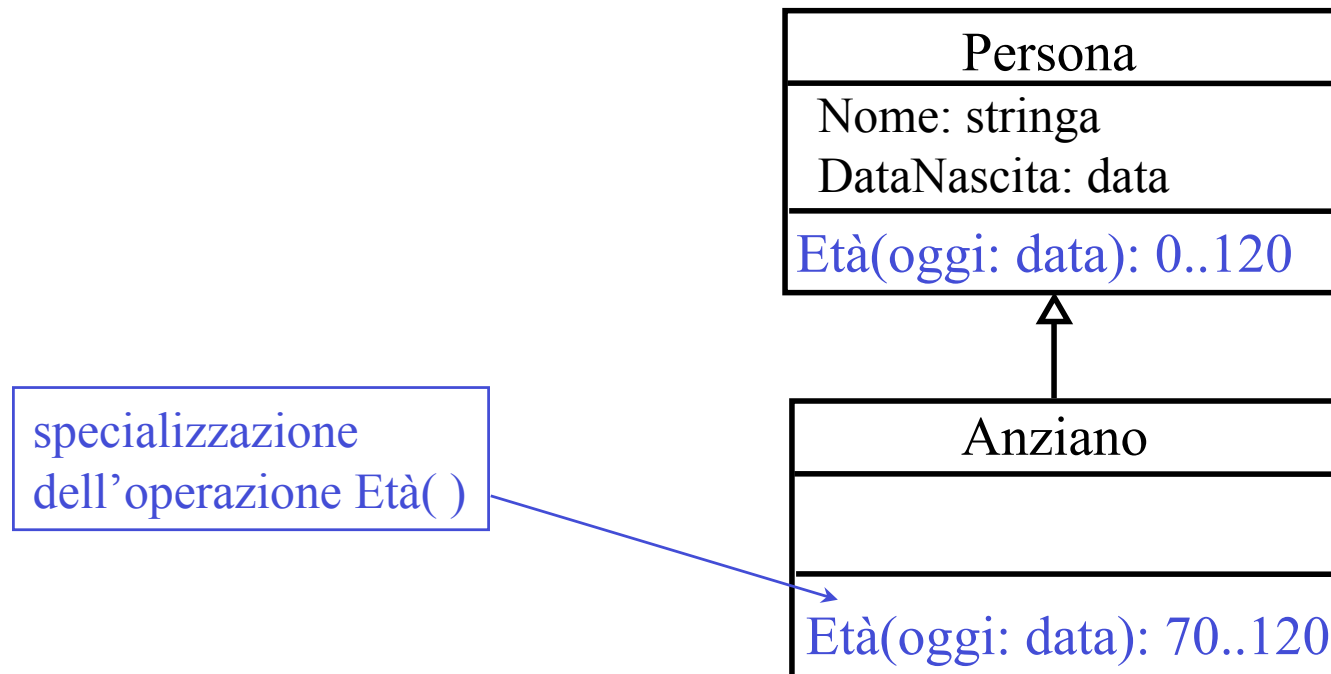 Persona
Nome: stringa
DataNascita: data
Età(oggi: data): 0..120
specializzazione
dell’operazione Età( )
Anziano
Età(oggi: data): 70..120